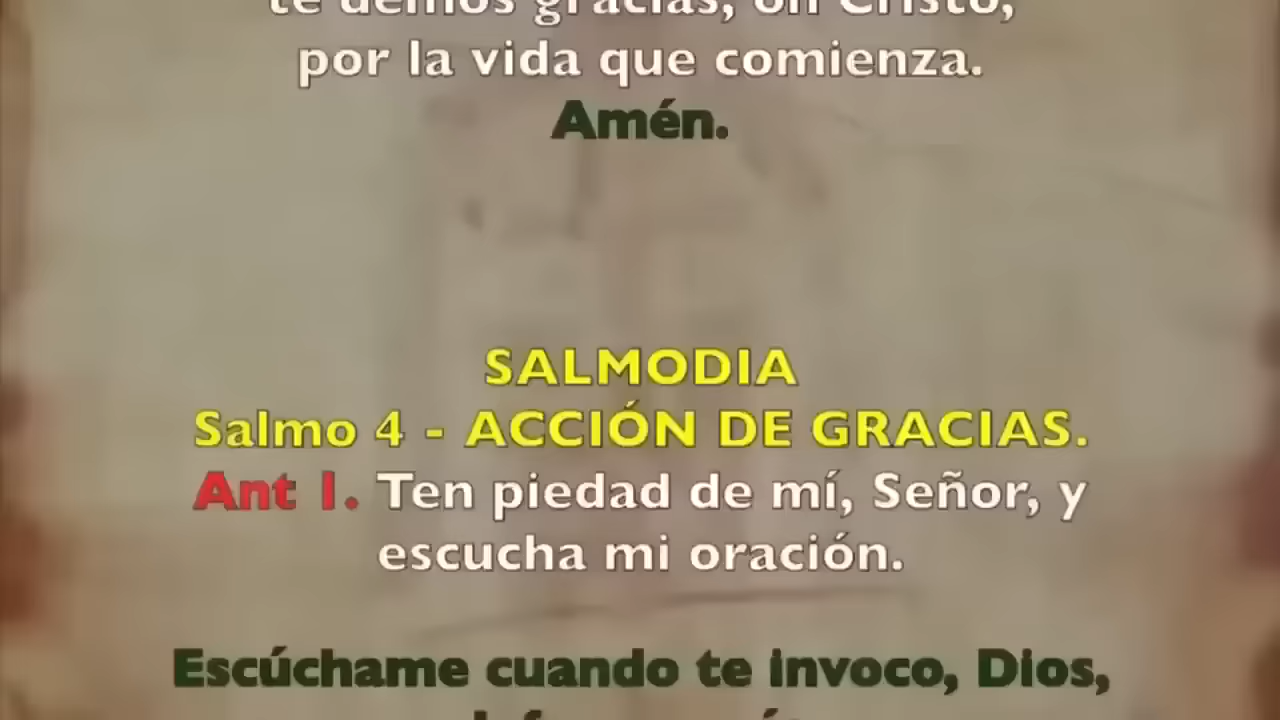 te demos gracias, oh Cristo,
por la vida que comienza.
Amén.
SALMODIA
Salmo 4 - ACCIÓN DE GRACIAS.
Ant 1. Ten piedad de mí, Señor, y
escucha mi oración.
Escúchame cuando te invoco, Dios,